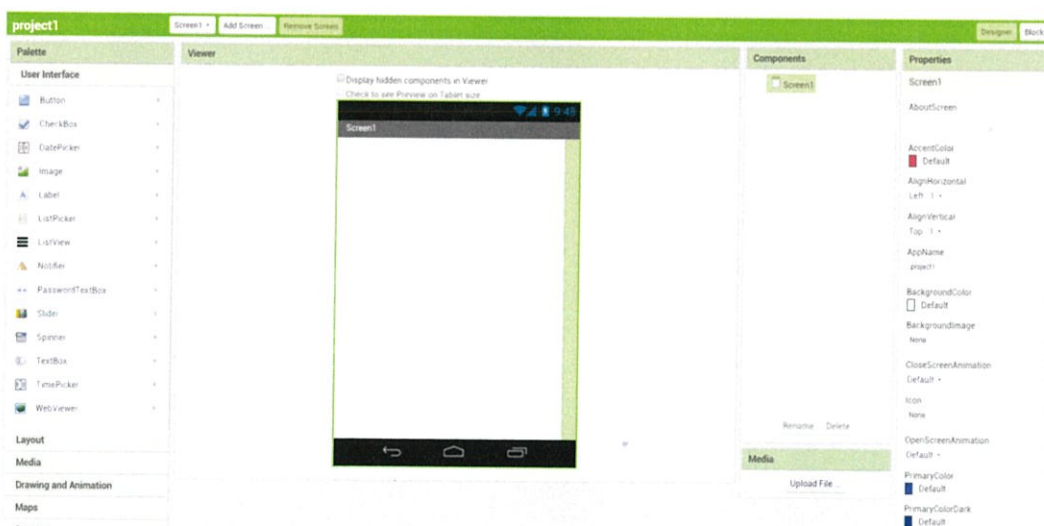 project1
Screen1
Add Screen ...
Remove Screen
Designer
Block
Palette
User Interface
Button
CheckBox
DatePicker
Image
Label
ListPicker
ListView
Notifier
PasswordTextBox
Slider
Spinner
TextBox
TimePicker
WebViewer
Layout
Media
Drawing and Animation
Maps
Viewer
Display hidden components in Viewer
Check to see Preview on Tablet size
9:48
Screen1
Components
Screen1
Rename Delete
Media
Upload File ...
Properties
Screen1
AboutScreen
AccentColor
Default
AlignHorizontal
Left : 1
AlignVertical
Top : 1
AppName
project1
BackgroundColor
Default
BackgroundImage
None
CloseScreenAnimation
Default
Icon
None
OpenScreenAnimation
Default
PrimaryColor
Default
PrimaryColorDark
Default